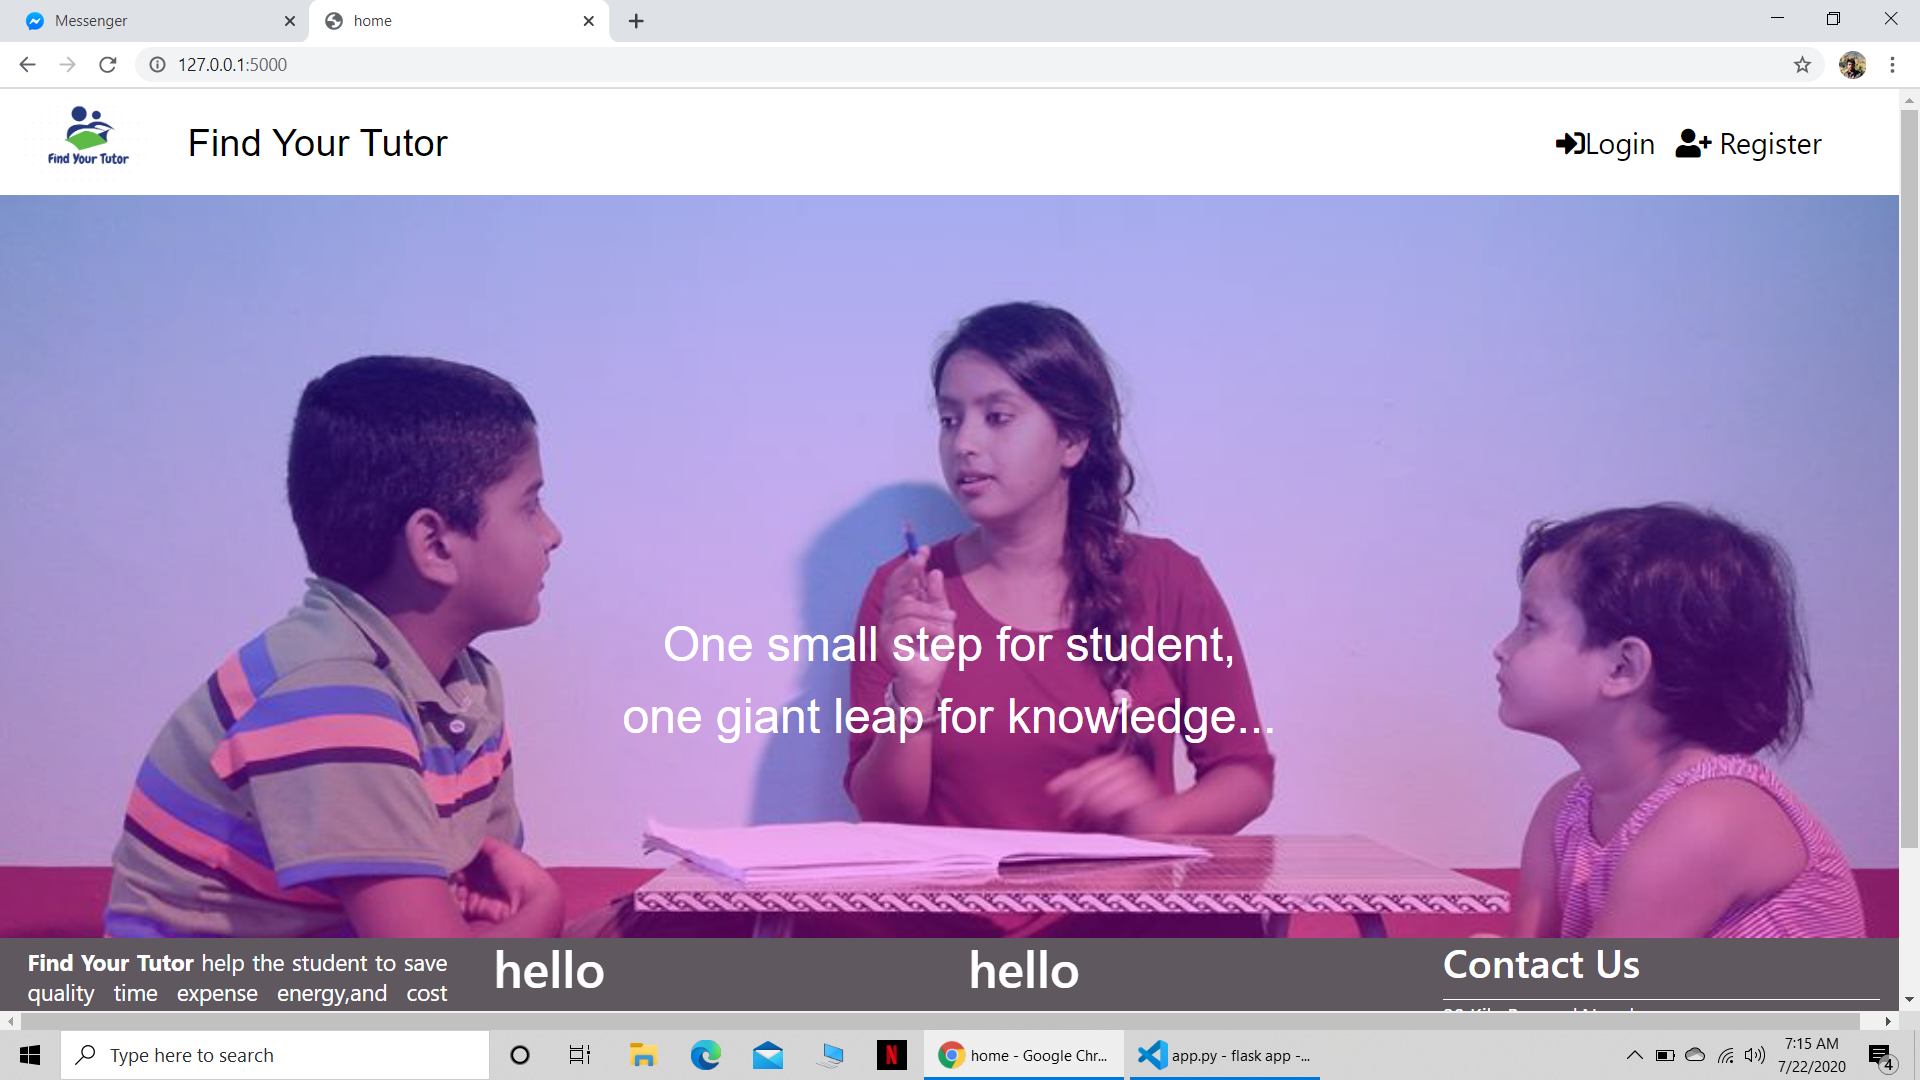 Messenger
home
127.0.0.1:5000
Find Your Tutor
Find Your Tutor
Login
Register
One small step for student,
one giant leap for knowledge...
Find Your Tutor help the student to save
quality time expense energy,and cost
hello
hello
Contact Us
Type here to search
home - Google Chr...
app.py - flask app -...
7:15 AM
7/22/2020
4